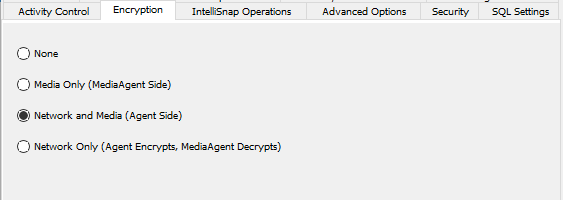 Activity Control Encryption IntelliSnap Operations Advanced Options Security SQL Settings
None
Media Only (MediaAgent Side)
Network and Media (Agent Side)
Network Only (Agent Encrypts, MediaAgent Decrypts)